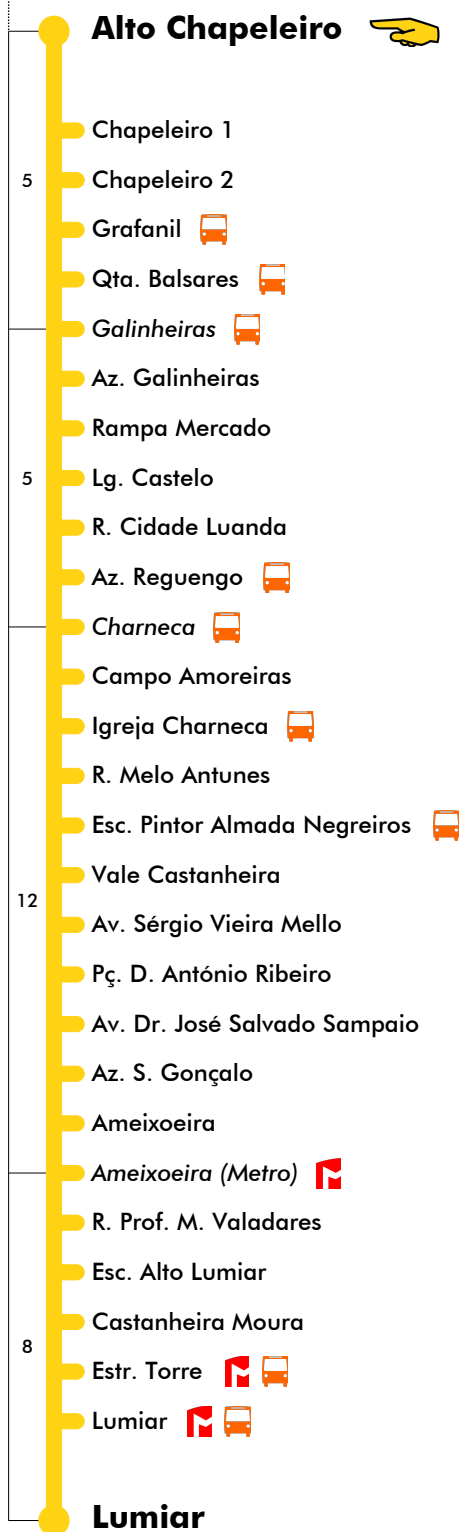 Alto Chapeleiro
Chapeleiro 1
5
Chapeleiro 2
Grafanil
Qta. Balsares
Galinheiras
Az. Galinheiras
Rampa Mercado
5
Lg. Castelo
R. Cidade Luanda
Az. Reguengo
Charneca
Campo Amoreiras
Igreja Charneca
R. Melo Antunes
Esc. Pintor Almada Negreiros
Vale Castanheira
12
Av. Sérgio Vieira Mello
Pç. D. António Ribeiro
Av. Dr. José Salvado Sampaio
Az. S. Gonçalo
Ameixoeira
Ameixoeira (Metro)
R. Prof. M. Valadares
Esc. Alto Lumiar
Castanheira Moura
8
Estr. Torre
Lumiar
Lumiar